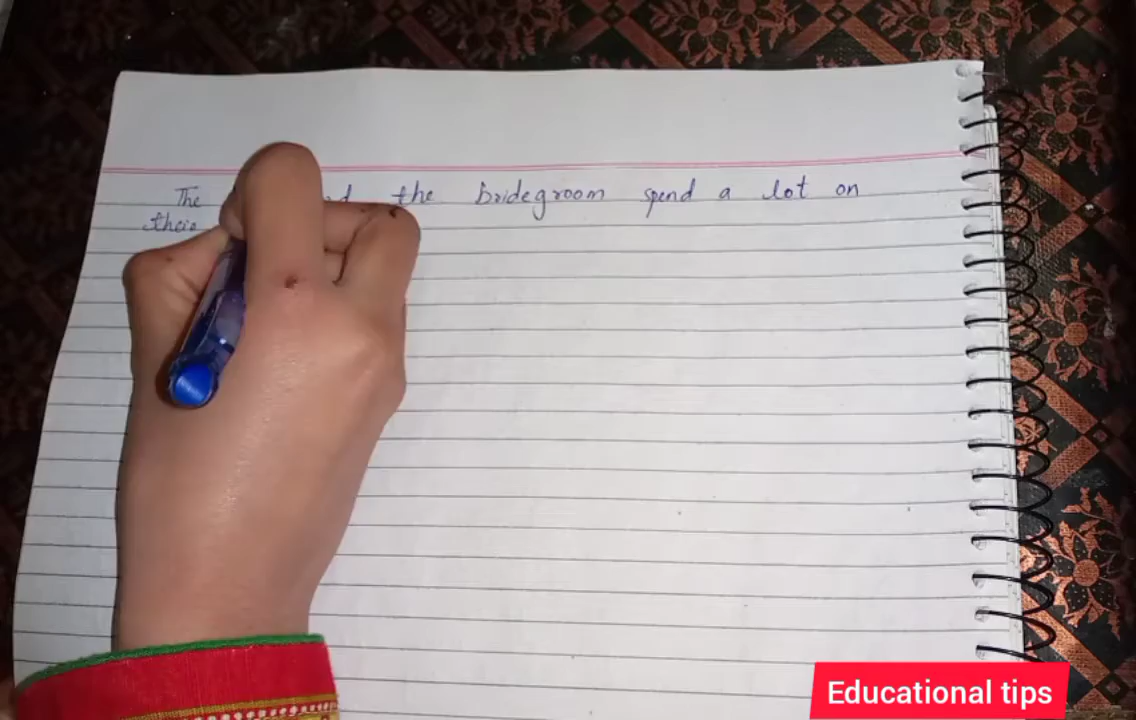 The the bridegroom spend a lot on
their
Educational tips